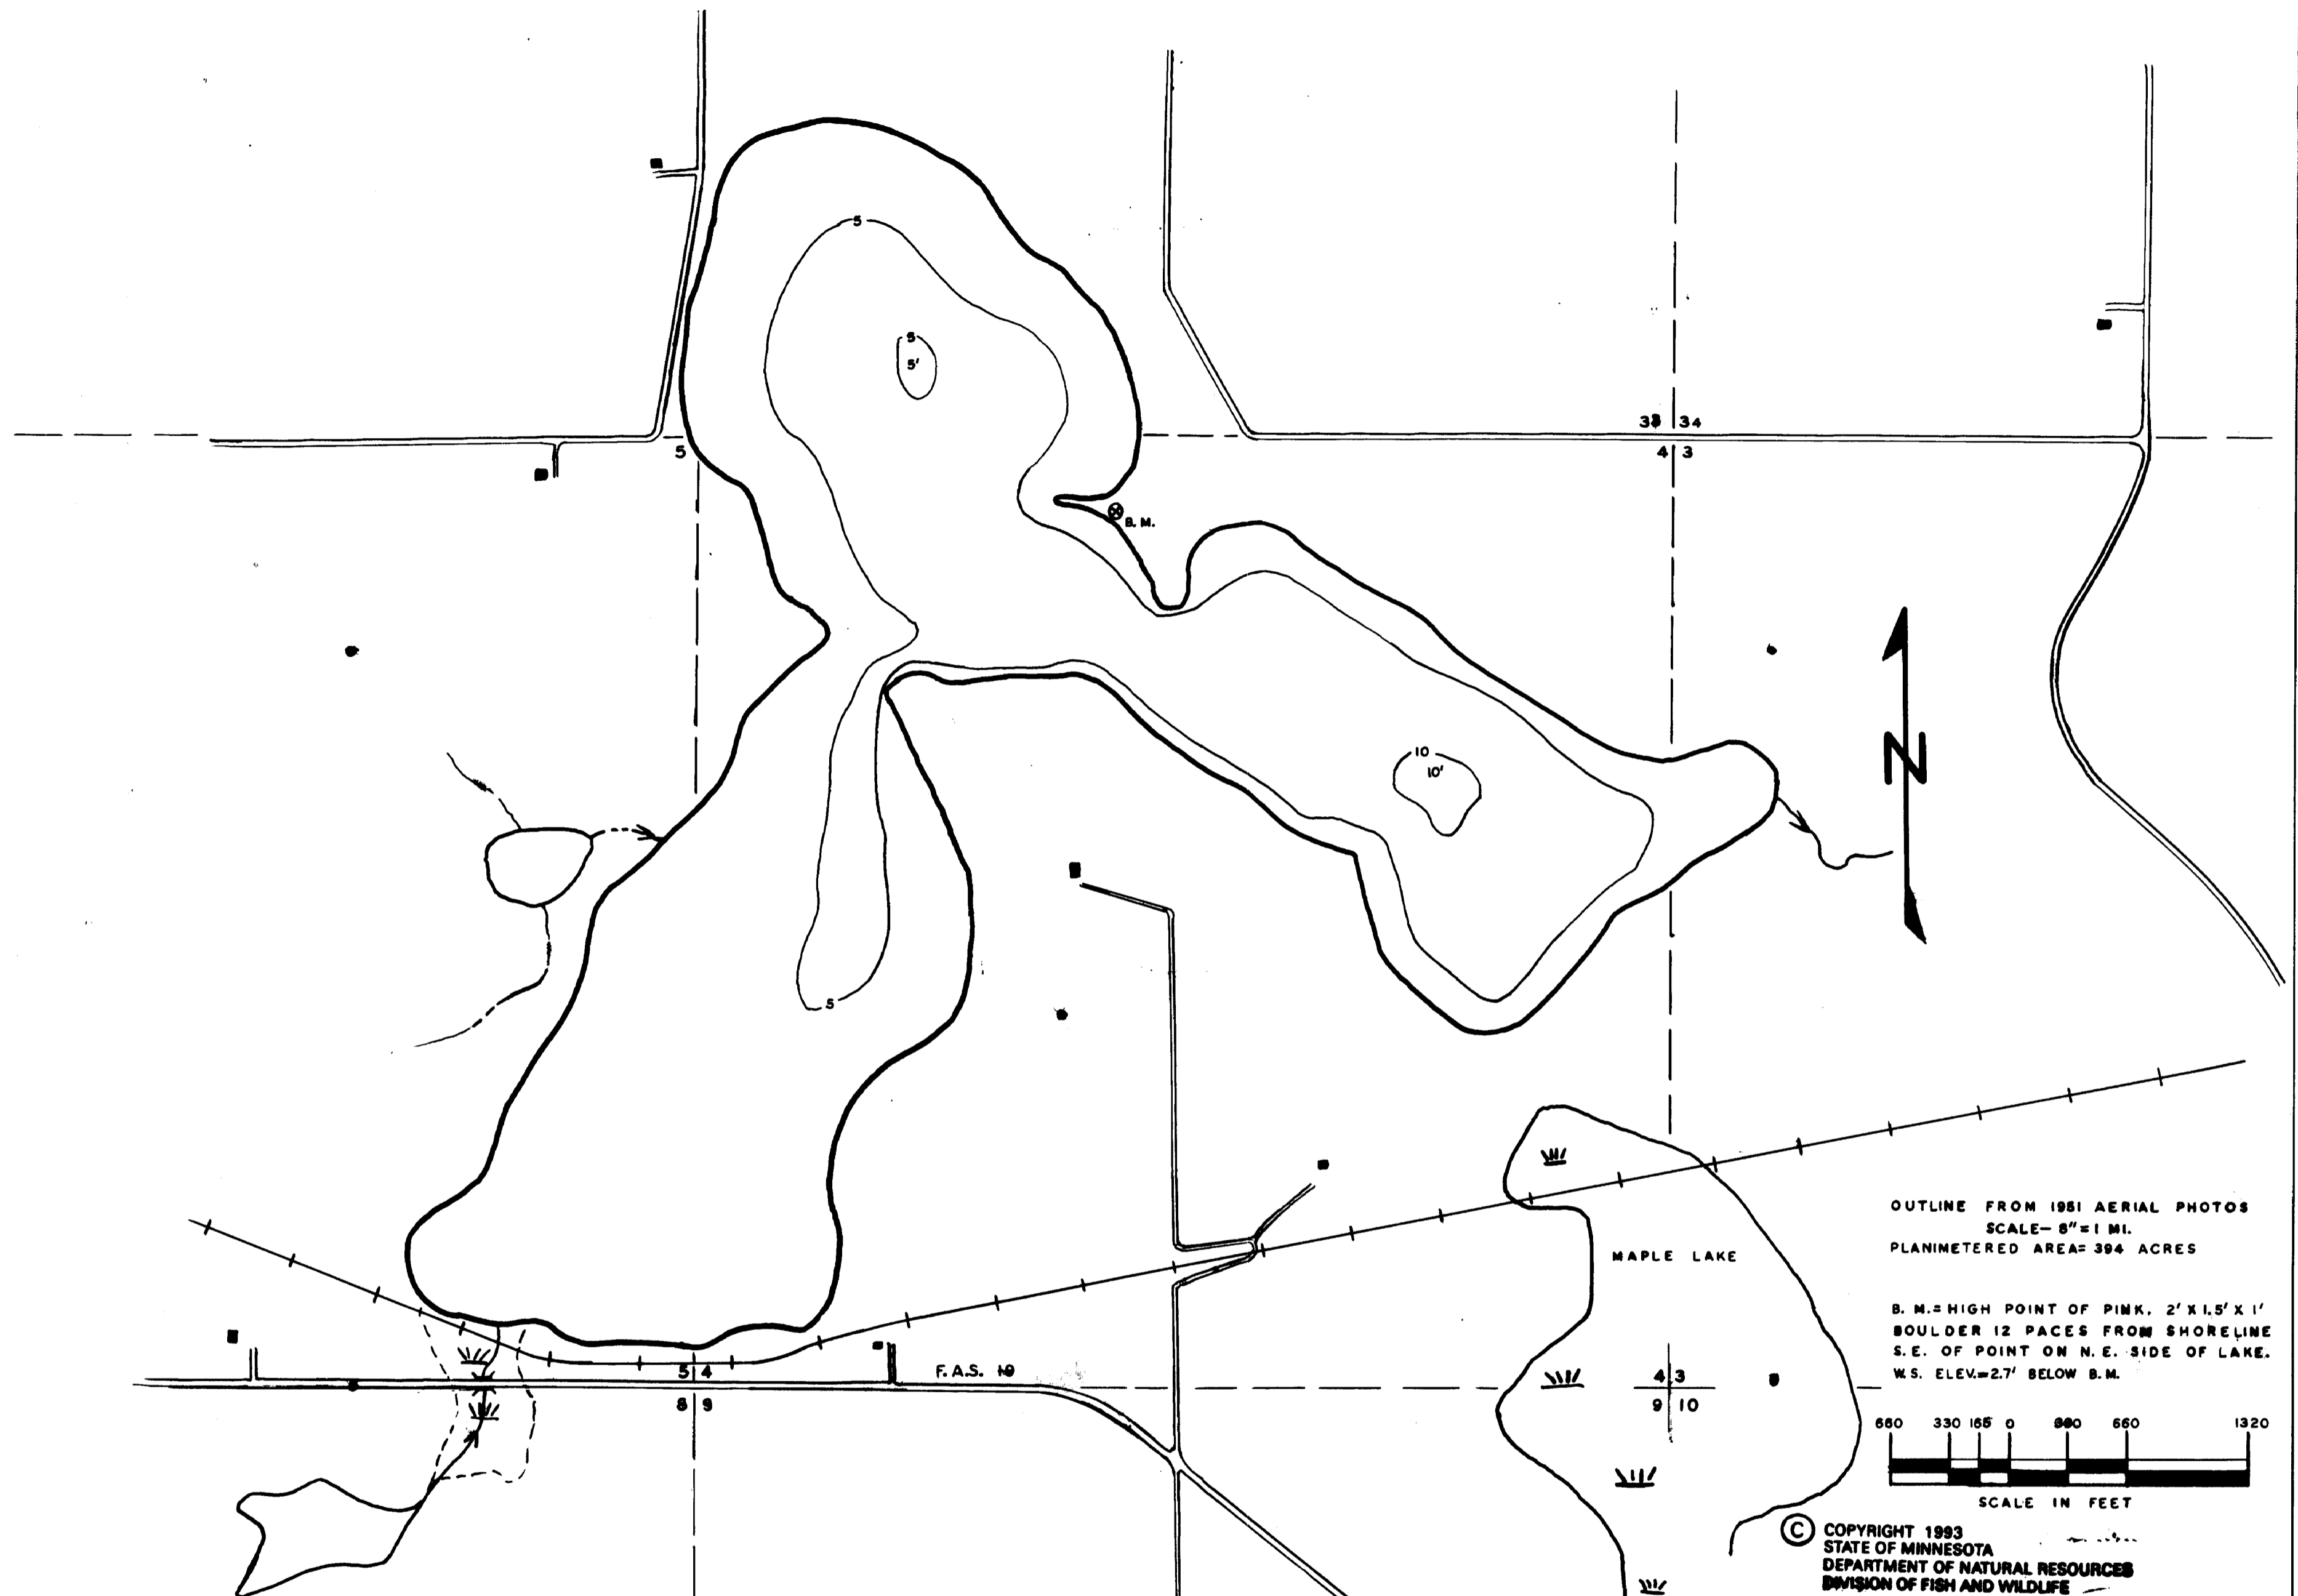 5
5
5'
34
5
4 3
B. M.
10
10'
N
5
OUTLINE FROM 1951 AERIAL PHOTOS
SCALE— 8" = 1 MI.
PLANIMETERED AREA= 394 ACRES
MAPLE LAKE
B. M.= HIGH POINT OF PINK. 2' X 1.5' X 1'
BOULDER 12 PACES FROM SHORELINE
S. E. OF POINT ON N. E. SIDE OF LAKE.
W. S. ELEV.= 2.7' BELOW B. M.
5 4
F. A. S. 19
4 3
8 9
9 10
660 330 165 0 330 660 1320
SCALE IN FEET
© COPYRIGHT 1993
STATE OF MINNESOTA
DEPARTMENT OF NATURAL RESOURCES
DIVISION OF FISH AND WILDLIFE